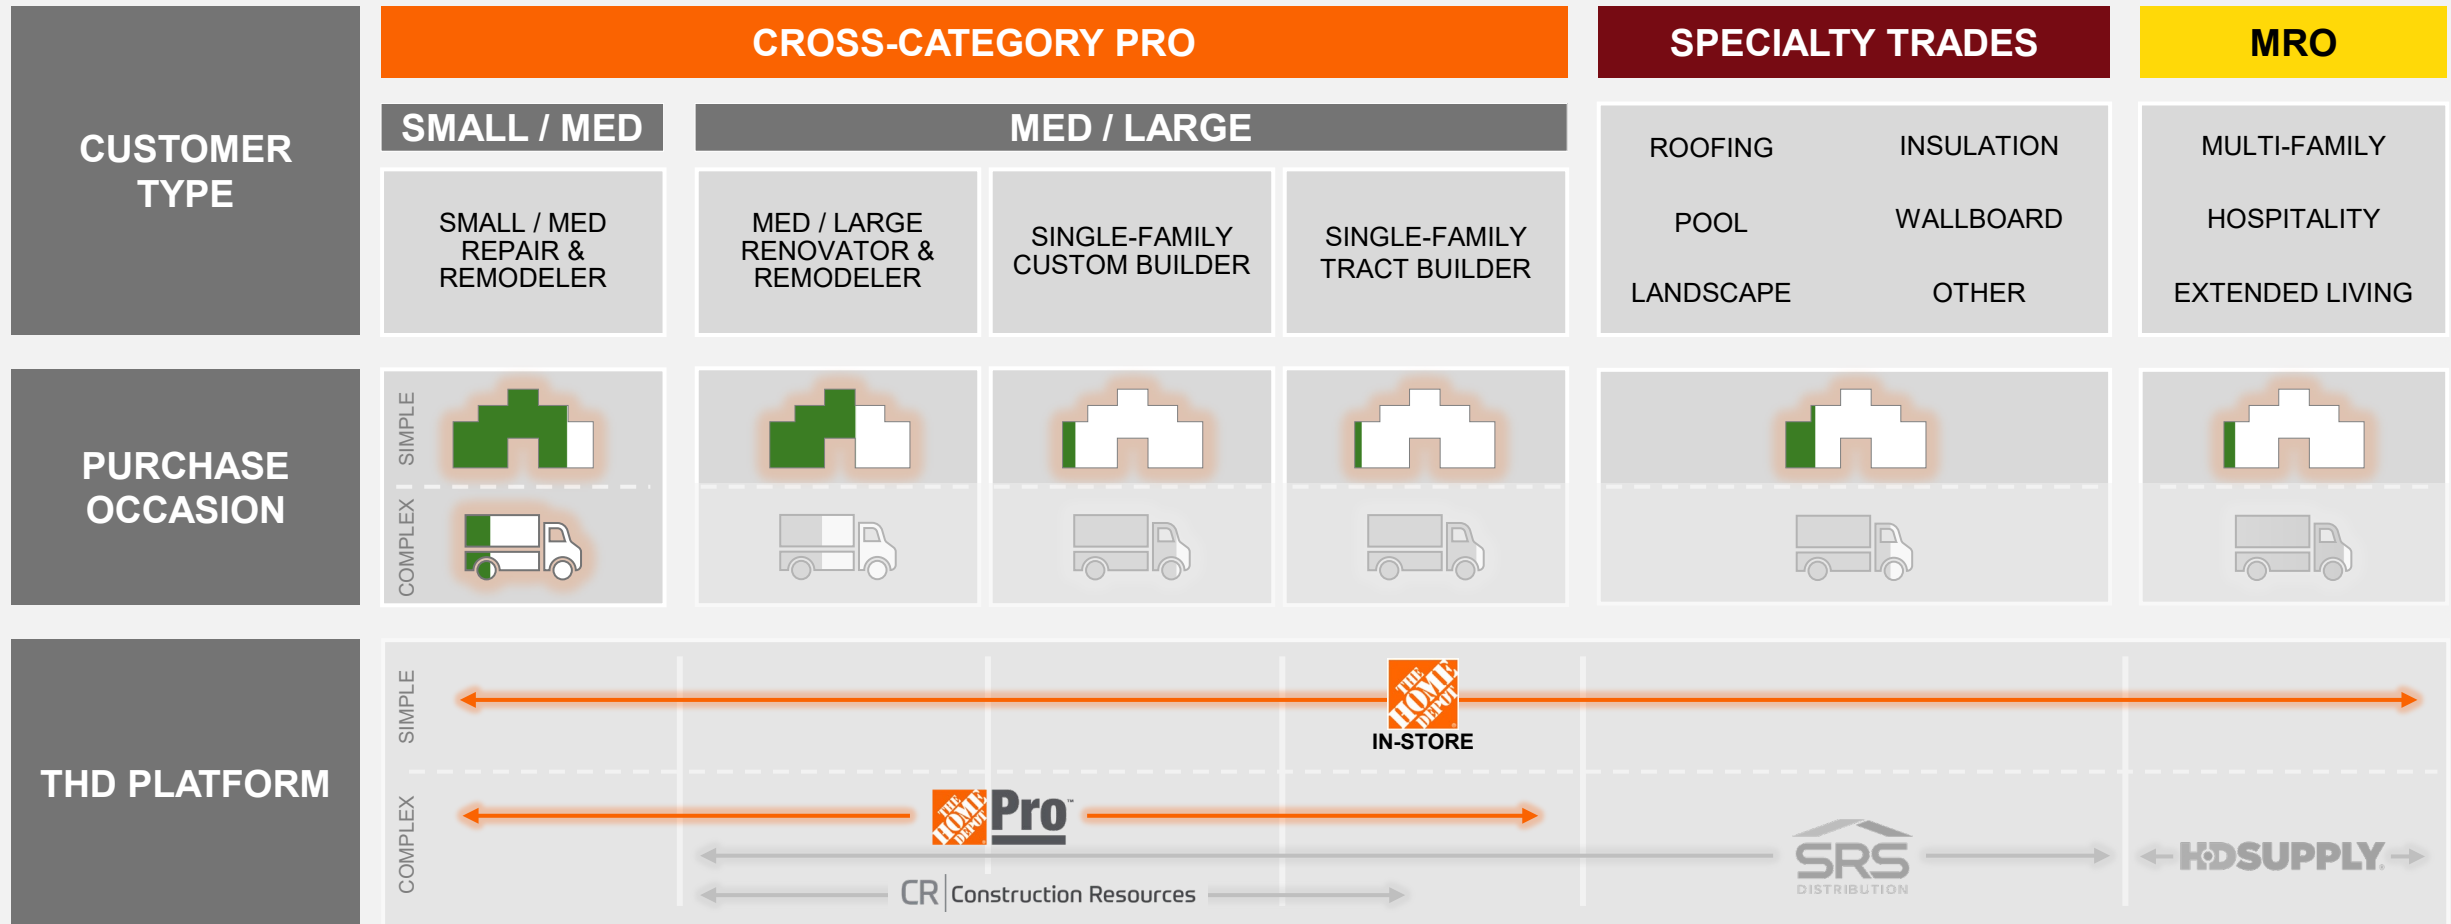 CROSS-CATEGORY PRO
SPECIALTY TRADES
MRO
CUSTOMER
TYPE
SMALL / MED
MED / LARGE
SMALL / MED
REPAIR &
REMODELER
MED / LARGE
RENOVATOR &
REMODELER
SINGLE-FAMILY
CUSTOM BUILDER
SINGLE-FAMILY
TRACT BUILDER
ROOFING
INSULATION
POOL
WALLBOARD
LANDSCAPE
OTHER
MULTI-FAMILY
HOSPITALITY
EXTENDED LIVING
PURCHASE
OCCASION
SIMPLE
COMPLEX
THD PLATFORM
SIMPLE
THE
HOME
DEPOT
IN-STORE
COMPLEX
THE
HOME
DEPOT
Pro™
SRS
DISTRIBUTION
HDSUPPLY®
CR Construction Resources